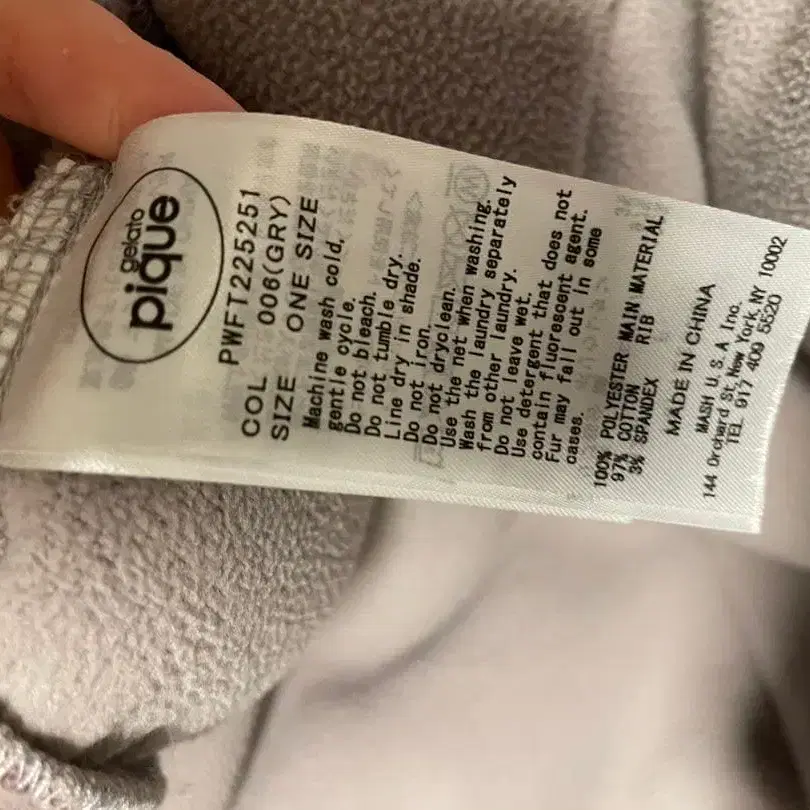 gelato
pique
PWFT225251
COL 006(GRY)
SIZE ONE SIZE
Machine wash cold,
gentle cycle.
Do not bleach.
Do not tumble dry.
Line dry in shade.
Do not iron.
Do not dryclean.
Use the net when washing.
Wash the laundry separately
from other laundry.
Do not leave wet.
Use detergent that does not
contain fluorescent agent.
Fur may fall out in some
cases.
100% POLYESTER MAIN MATERIAL
97% COTTON RIB
3% SPANDEX
MADE IN CHINA
MASH U.S.A Inc.
144 Orchard St, New York, NY 10002
TEL 917 409 5520